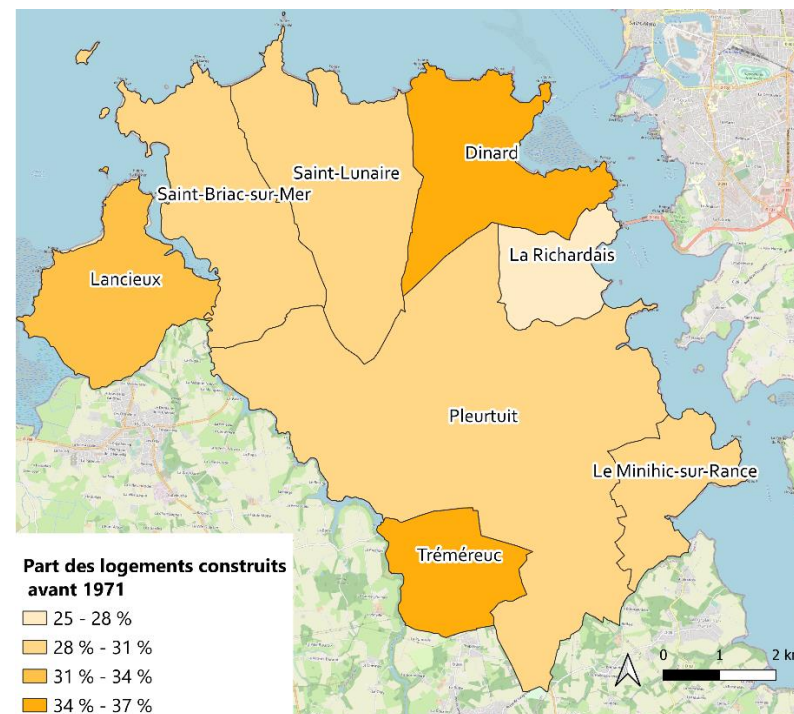 Dinard
Saint-Lunaire
Saint-Briac-sur-Mer
La Richardais
Lancieux
Pleurtuit
Le Minihic-sur-Rance
Tréméreuc
Part des logements construits
avant 1971
25 - 28 %
28 % - 31 %
31 % - 34 %
34 % - 37 %
0 1 2 km